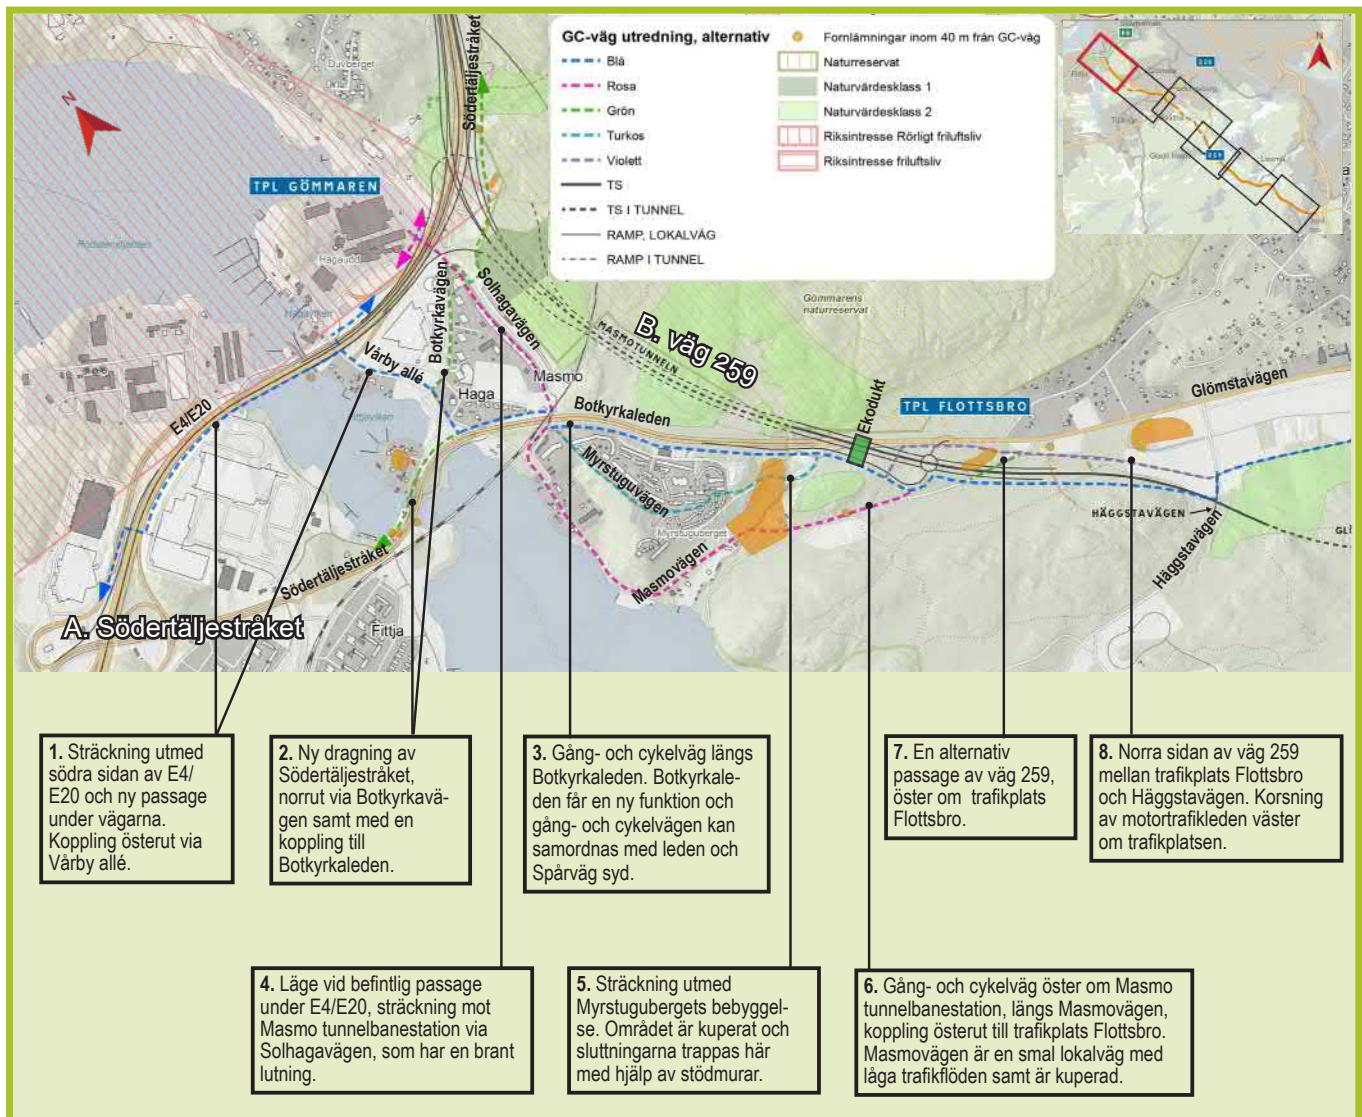 GC-väg utredning, alternativ
Blå
Rosa
Grön
Turkos
Violett
TS
TS I TUNNEL
RAMP, LOKALVÄG
RAMP I TUNNEL
Fornlämningar inom 40 m från GC-väg
Naturreservat
Naturvärdesklass 1
Naturvärdesklass 2
Riksintresse Rörligt friluftsliv
Riksintresse friluftsliv
N
N
Duvberget
Södertäljestråket
TPL GÖMMAREN
Botkyrkavägen
Solhagavägen
Vårby allé
Haga
Masmo
MASMOTUNNELN
B. väg 259
Gömmarens
naturreservat
Ekodukt
TPL FLOTTSBRO
Glömstavägen
Botkyrkaleden
E4/E20
Myrstuguvägen
Myrstuguberget
Masmovägen
HÄGGSTAVÄGEN
Häggstavägen
Södertäljestråket
A. Södertäljestråket
Fittja
1. Sträckning utmed
södra sidan av E4/
E20 och ny passage
under vägarna.
Koppling österut via
Vårby allé.
2. Ny dragning av
Södertäljestråket,
norrut via Botkyrkavä-
gen samt med en
koppling till
Botkyrkaleden.
3. Gång- och cykelväg längs
Botkyrkaleden. Botkyrkale-
den får en ny funktion och
gång- och cykelvägen kan
samordnas med leden och
Spårväg syd.
7. En alternativ
passage av väg 259,
öster om trafikplats
Flottsbro.
8. Norra sidan av väg 259
mellan trafikplats Flottsbro
och Häggstavägen. Korsning
av motortrafikleden väster
om trafikplatsen.
4. Läge vid befintlig passage
under E4/E20, sträckning mot
Masmo tunnelbanestation via
Solhagavägen, som har en brant
lutning.
5. Sträckning utmed
Myrstugubergets bebyggel-
se. Området är kuperat och
sluttningarna trappas här
med hjälp av stödmurar.
6. Gång- och cykelväg öster om Masmo
tunnelbanestation, längs Masmovägen,
koppling österut till trafikplats Flottsbro.
Masmovägen är en smal lokalväg med
låga trafikflöden samt är kuperad.